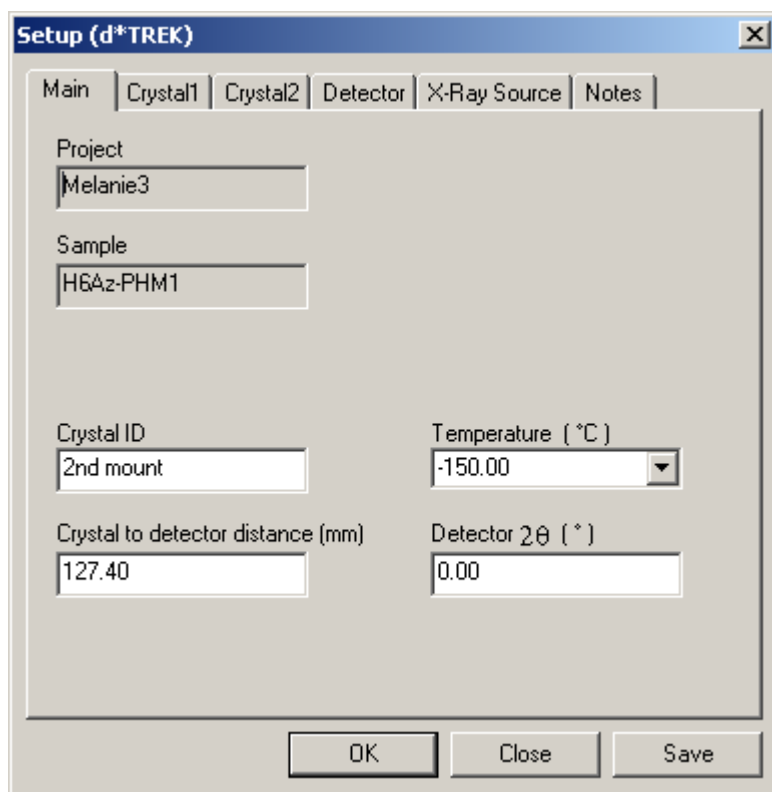 Setup (d*TREK)
Main Crystal1 Crystal2 Detector X-Ray Source Notes
Project
Melanie3
Sample
H6Az-PHM1
Crystal ID Temperature ( °C )
2nd mount -150.00
Crystal to detector distance (mm) Detector 2θ ( ° )
127.40 0.00
OK Close Save